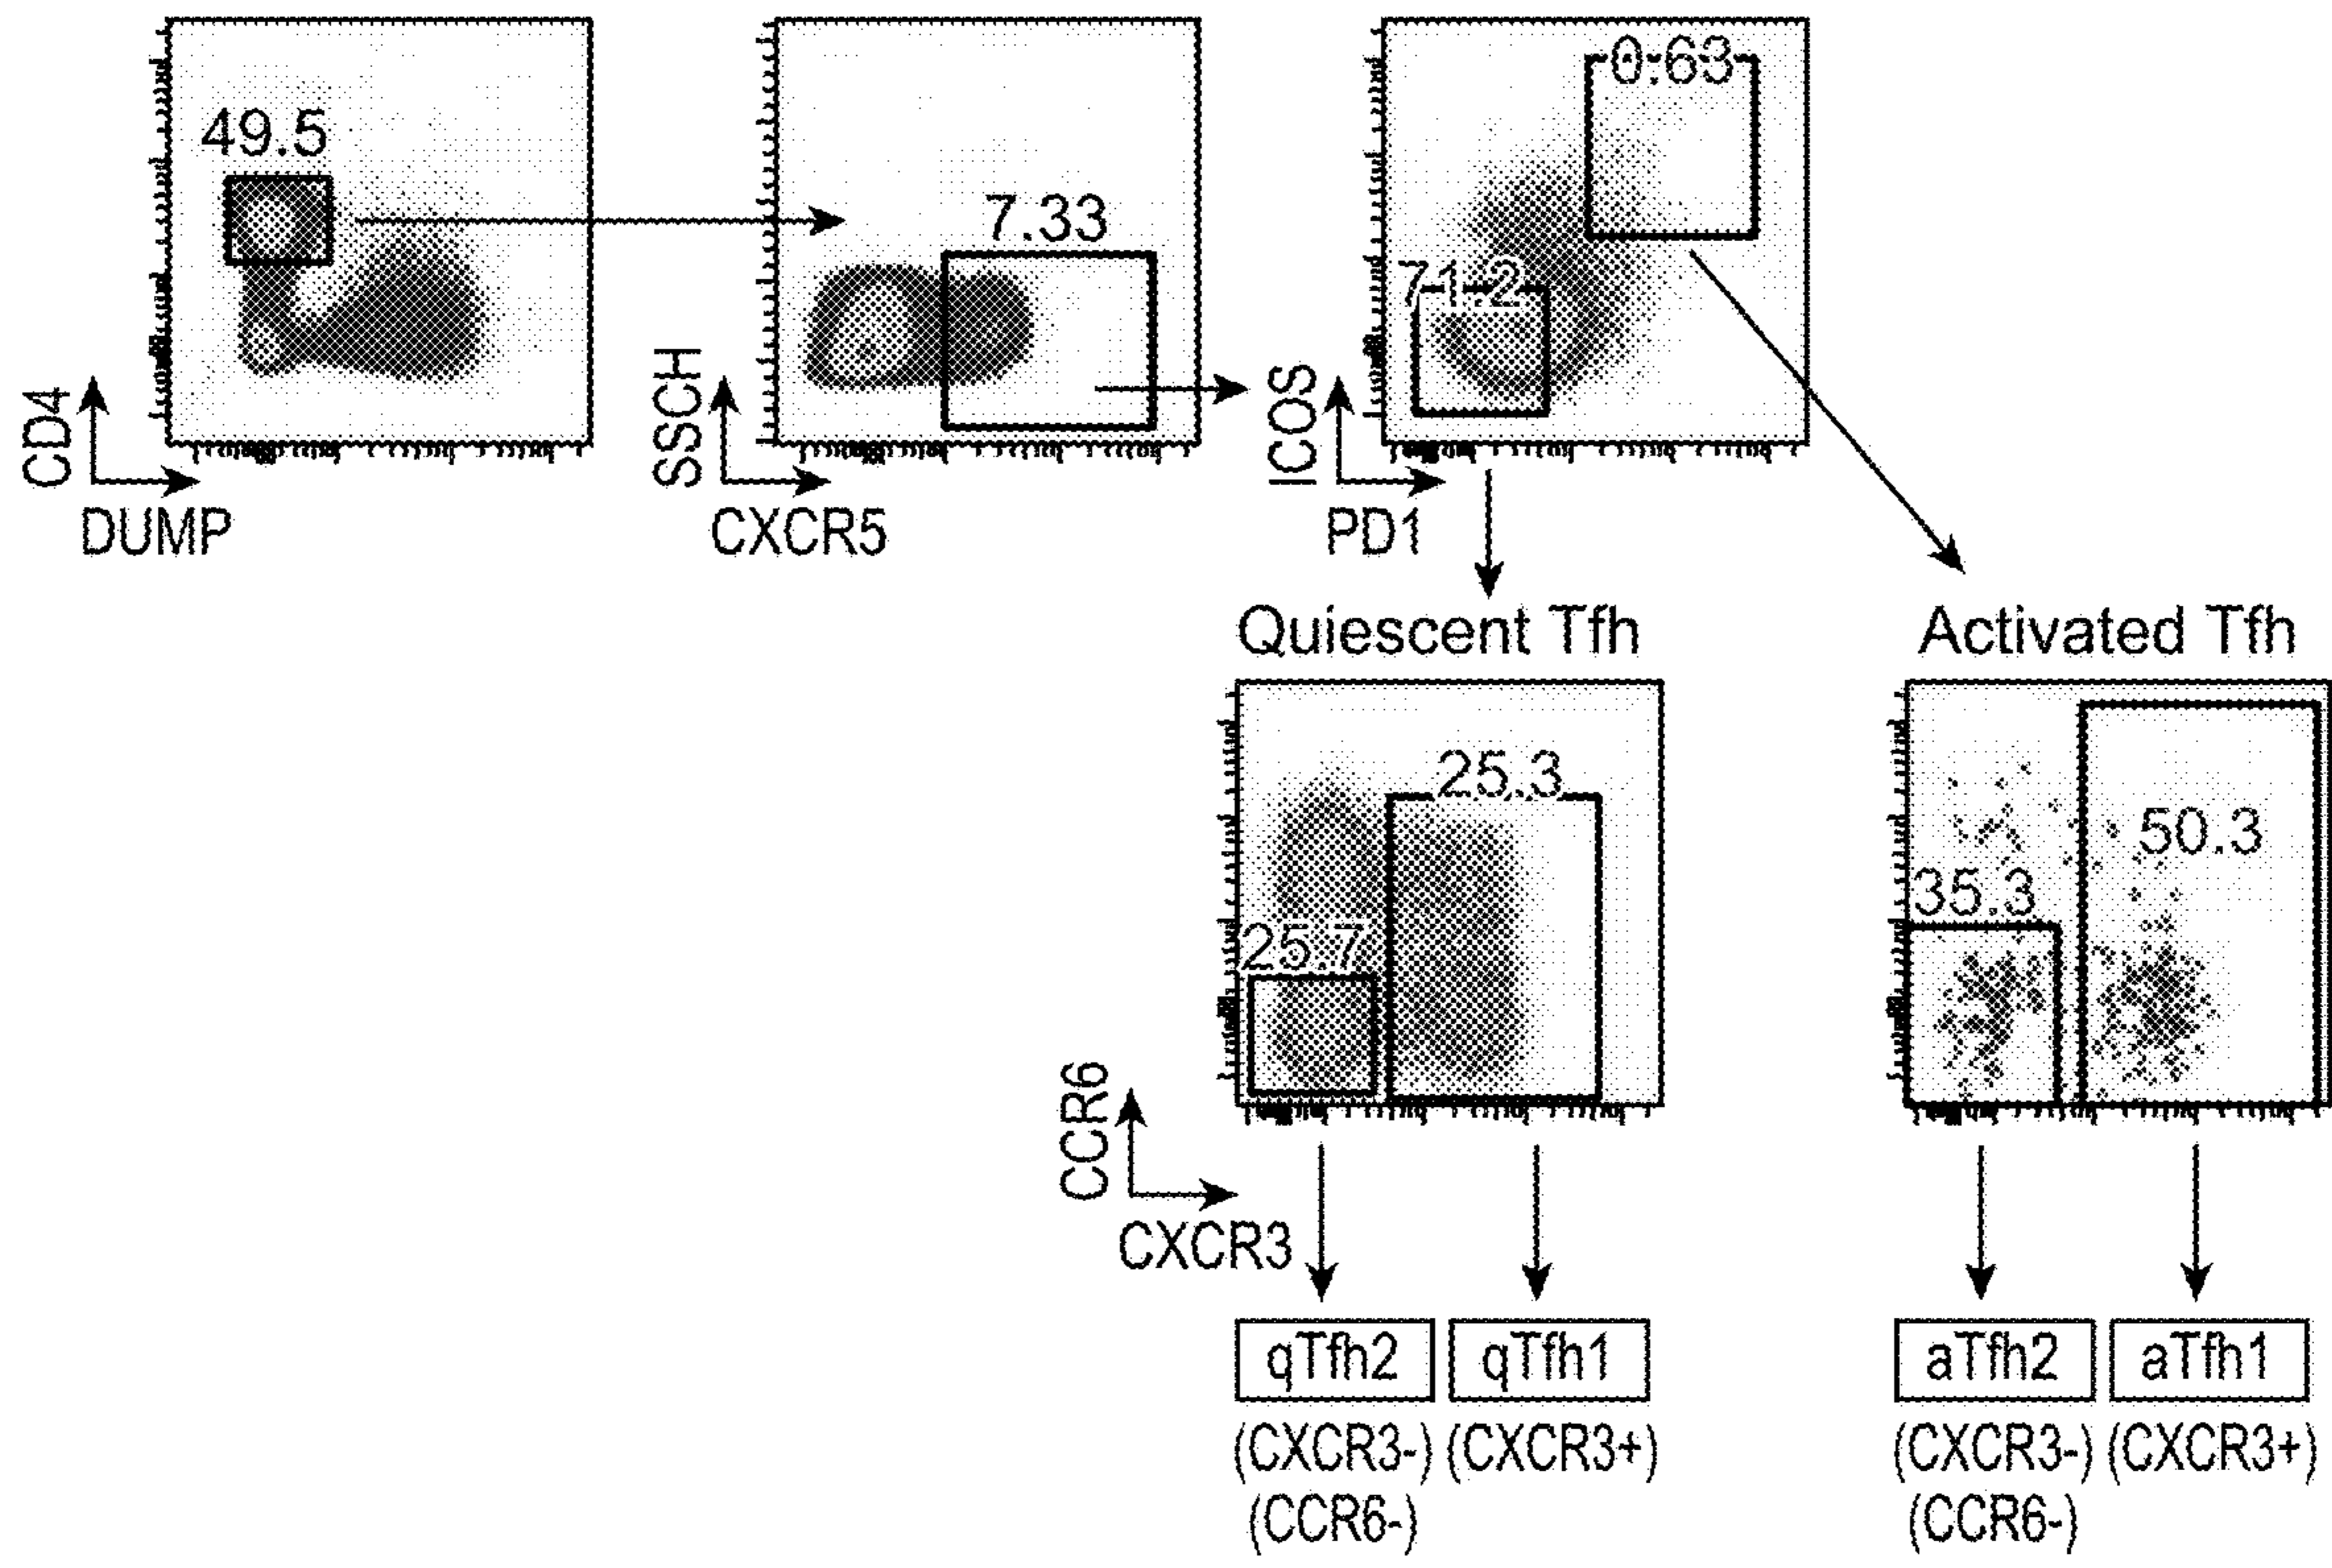 49.5
CD4
DUMP
7.33
SSCH
CXCR5
0.63
71.2
ICOS
PD1
Quiescent Tfh
Activated Tfh
25.3
25.7
CCR6
CXCR3
50.3
35.3
qTfh2 qTfh1 aTfh2 aTfh1
(CXCR3-) (CXCR3+) (CXCR3-) (CXCR3+)
(CCR6-) (CCR6-)